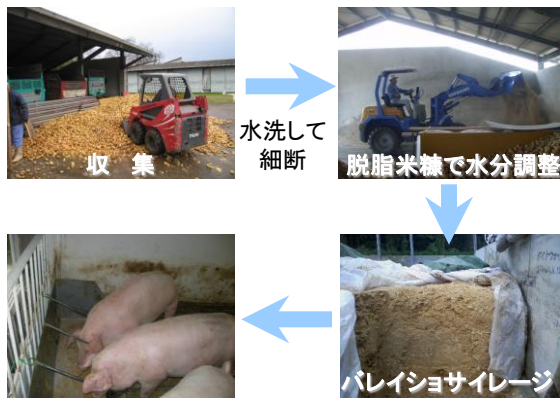 収 集
水洗して
細断
脱脂米糠で水分調整
バレイショサイレージ